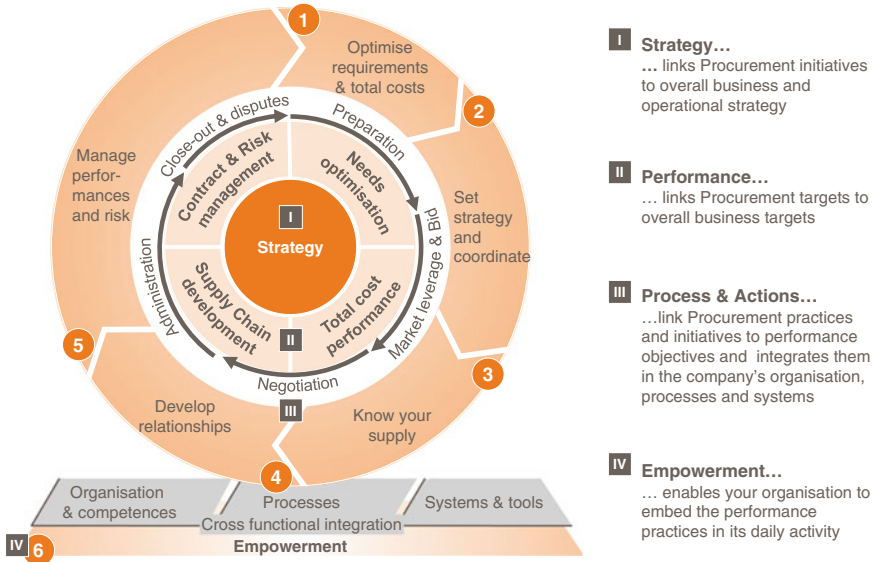 1
Optimise
requirements
& total costs
2
Set
strategy
and
coordinate
3
Know your
supply
4
Develop
relationships
5
Manage
perfor-
mances
and risk
Preparation
Market leverage & Bid
Negotiation
Administration
Close-out & disputes
Contract & Risk
management
Needs
optimisation
Total cost
performance
Supply Chain
development
I
Strategy
II
III
Organisation
& competences
Processes
Systems & tools
Cross functional integration
IV
6
Empowerment
I
Strategy…
… links Procurement initiatives
to overall business and
operational strategy
II
Performance…
… links Procurement targets to
overall business targets
III
Process & Actions…
…link Procurement practices
and initiatives to performance
objectives and integrates them
in the company’s organisation,
processes and systems
IV
Empowerment…
… enables your organisation to
embed the performance
practices in its daily activity